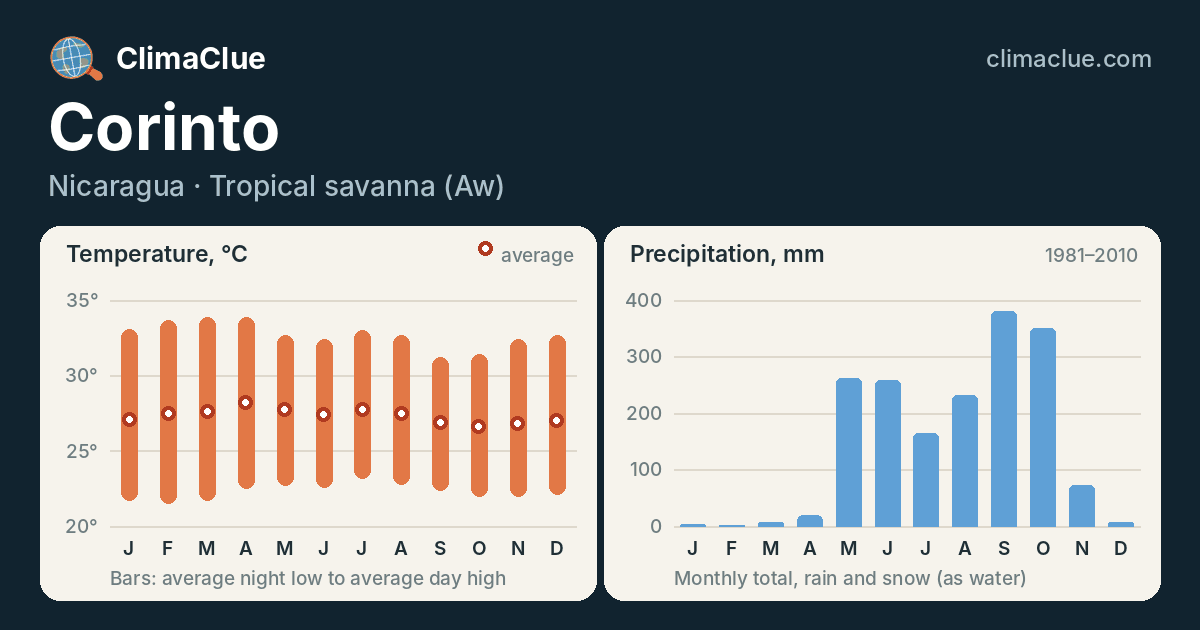 ClimaClue
climaclue.com
Corinto
Nicaragua · Tropical savanna (Aw)
Temperature, °C
average
35°
30°
25°
20°
J F M A M J J A S O N D
Bars: average night low to average day high
Precipitation, mm
1981–2010
400
300
200
100
0
J F M A M J J A S O N D
Monthly total, rain and snow (as water)